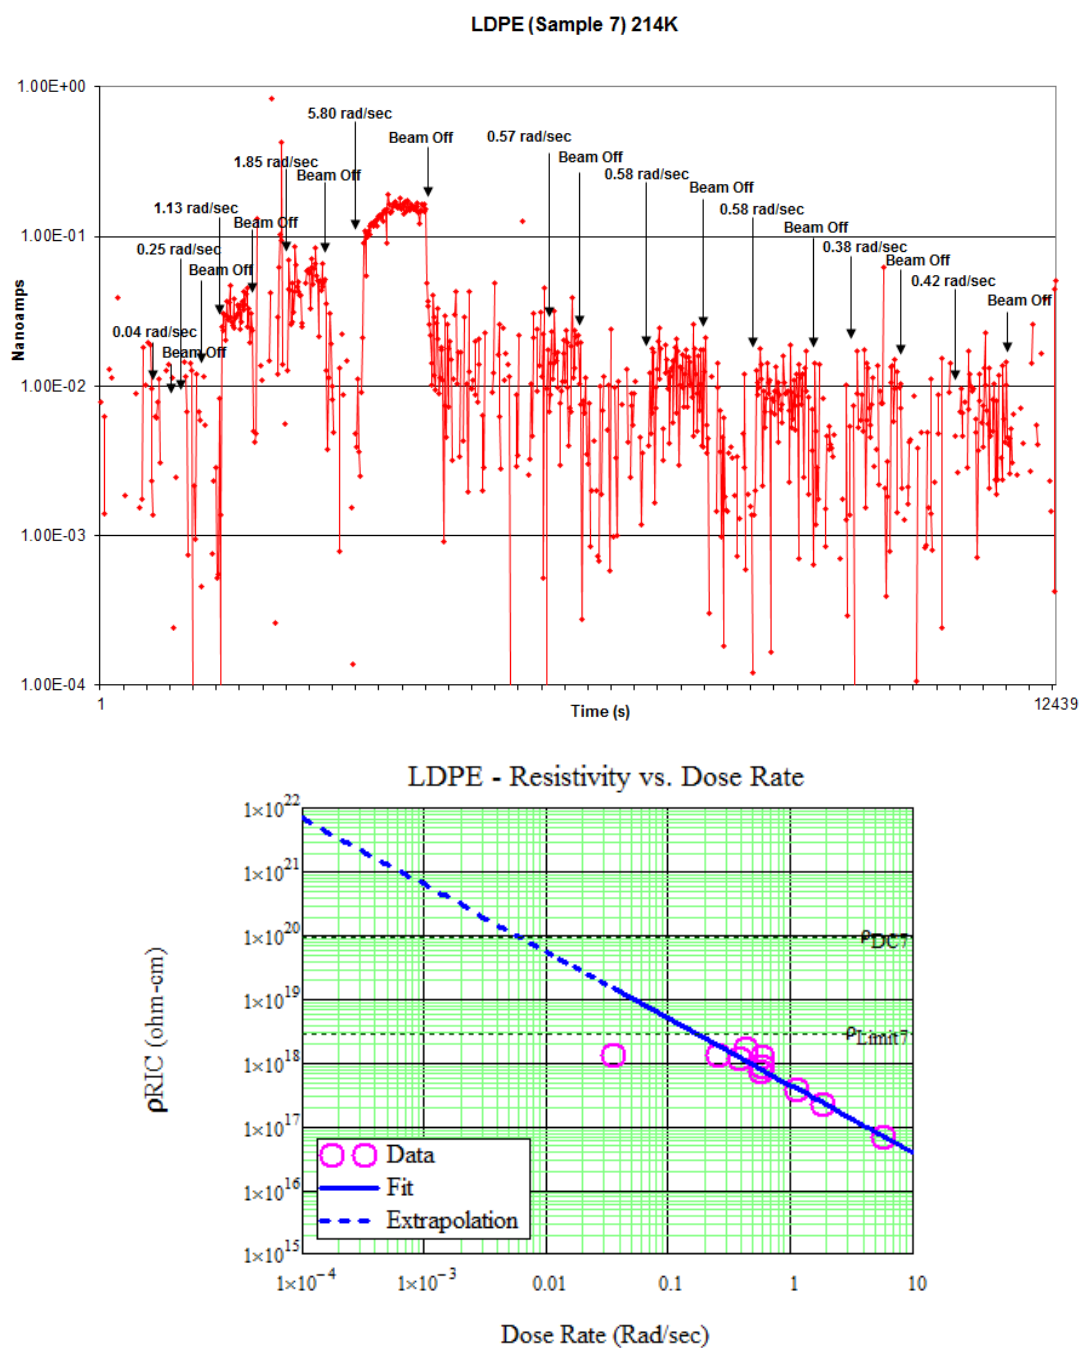 LDPE (Sample 7) 214K
1.00E+00
5.80 rad/sec
Beam Off
0.57 rad/sec
Beam Off
1.85 rad/sec
Beam Off
0.58 rad/sec
Beam Off
1.13 rad/sec
0.58 rad/sec
Beam Off
Beam Off
1.00E-01
0.25 rad/sec
0.38 rad/sec
Beam Off
Beam Off
0.42 rad/sec
Beam Off
0.04 rad/sec
Beam Off
Nanoamps
1.00E-02
1.00E-03
1.00E-04
1
12439
Time (s)
LDPE - Resistivity vs. Dose Rate
1×10^22
1×10^21
1×10^20
ρDC7
1×10^19
ρLimit7
1×10^18
ρRIC (ohm-cm)
1×10^17
1×10^16
1×10^15
Data
Fit
Extrapolation
1×10^−4
1×10^−3
0.01
0.1
1
10
Dose Rate (Rad/sec)